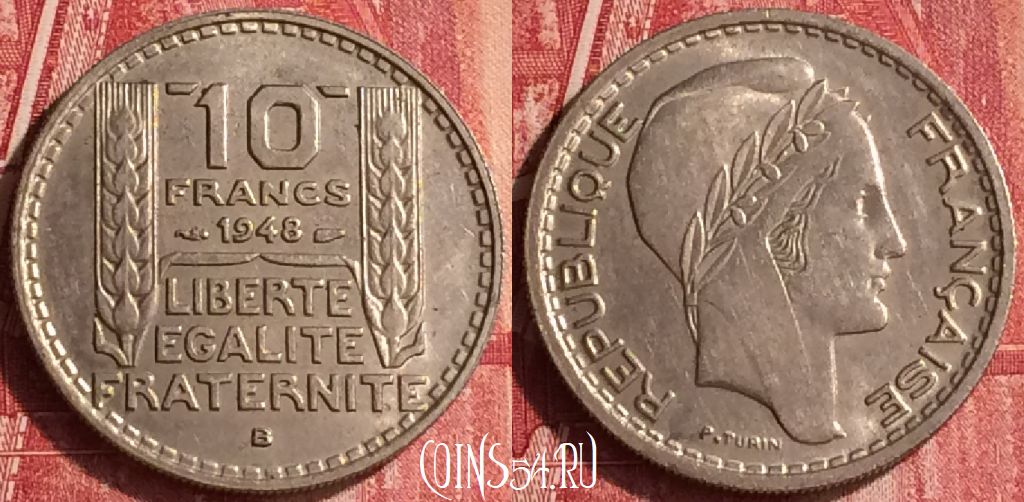 10
FRANCS
1948
LIBERTE
EGALITE
FRATERNITE
B
REPUBLIQUE FRANÇAISE
P.TURIN
COINS54.RU